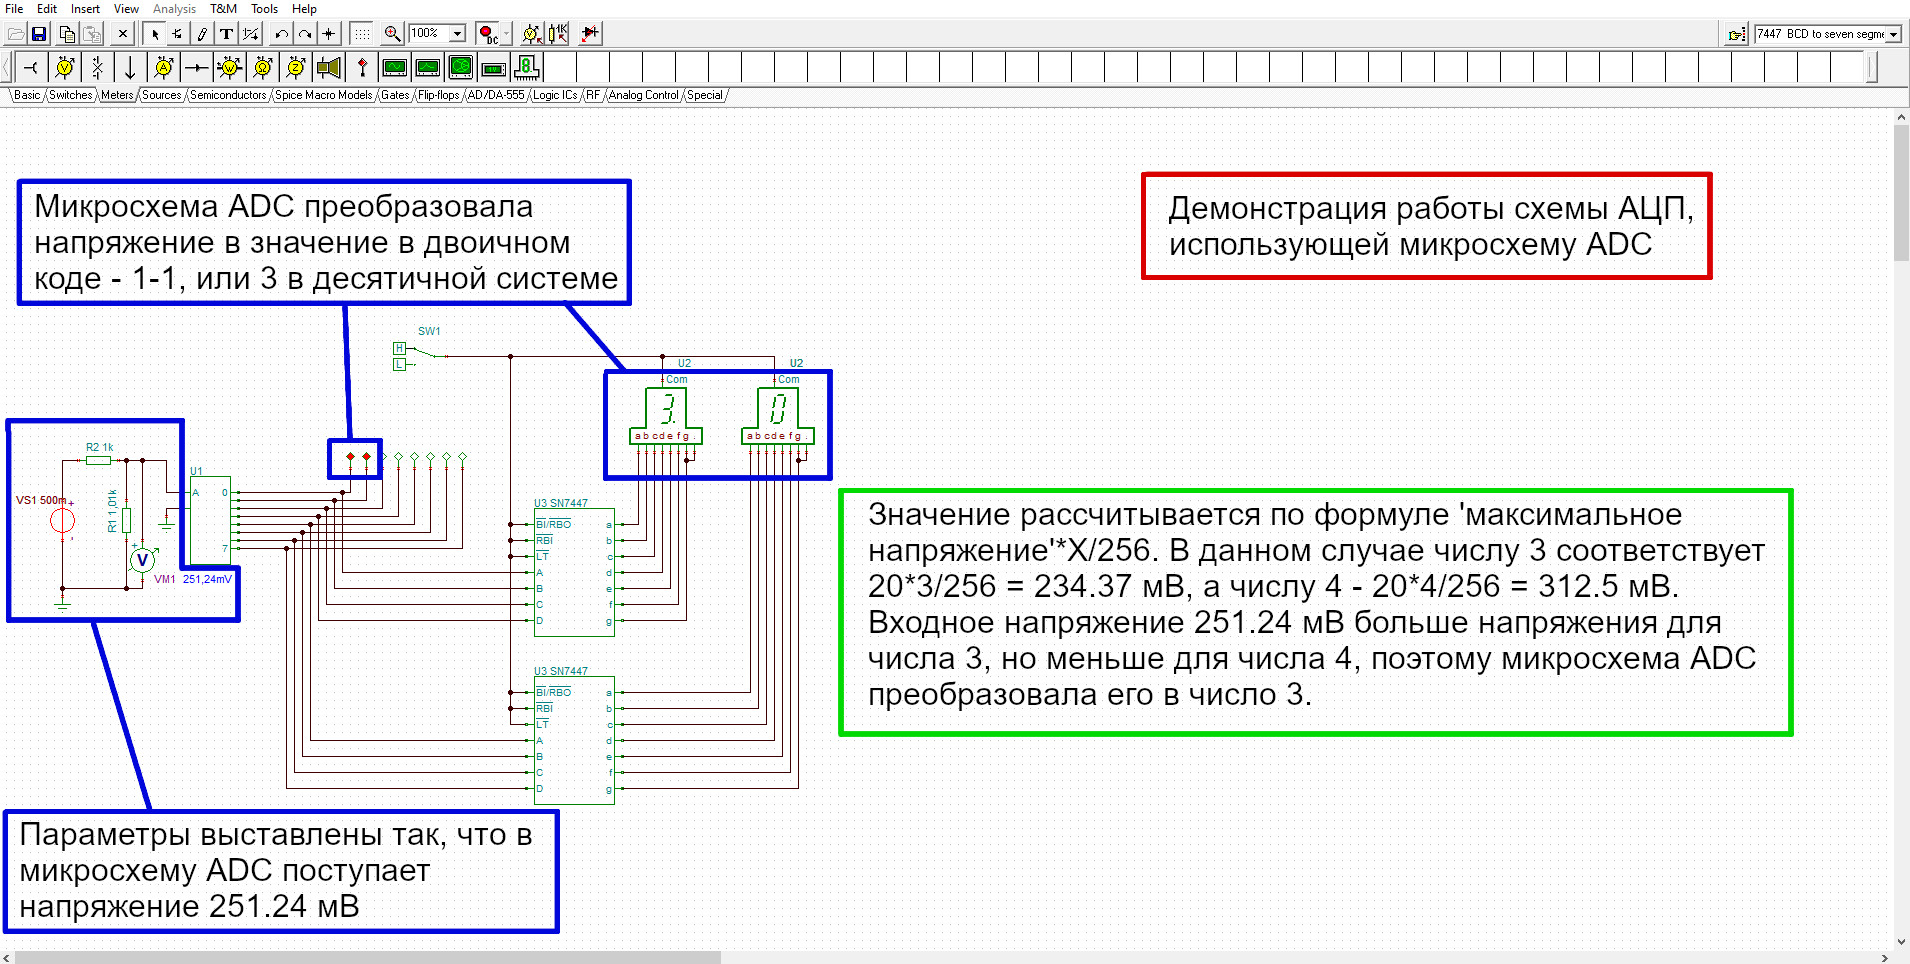 File Edit Insert View Analysis T&M Tools Help
100%
DC
1K
7447 BCD to seven segme
Basic Switches Meters Sources Semiconductors Spice Macro Models Gates Flip-flops AD/DA-555 Logic ICs RF Analog Control Special
Микросхема ADC преобразовала
напряжение в значение в двоичном
коде - 1-1, или 3 в десятичной системе
Демонстрация работы схемы АЦП,
использующей микросхему ADC
SW1
H
L
U2
U2
Com
Com
3.
0
a b c d e f g .
a b c d e f g .
R2 1k
U1
A
0
7
VS1 500m
+
-
R1 1,01k
+
V
VM1 251,24mV
U3 SN7447
BI/RBO
RBI
LT
A
B
C
D
a
b
c
d
e
f
g
U3 SN7447
BI/RBO
RBI
LT
A
B
C
D
a
b
c
d
e
f
g
Значение рассчитывается по формуле 'максимальное
напряжение'*X/256. В данном случае числу 3 соответствует
20*3/256 = 234.37 мВ, а числу 4 - 20*4/256 = 312.5 мВ.
Входное напряжение 251.24 мВ больше напряжения для
числа 3, но меньше для числа 4, поэтому микросхема ADC
преобразовала его в число 3.
Параметры выставлены так, что в
микросхему ADC поступает
напряжение 251.24 мВ